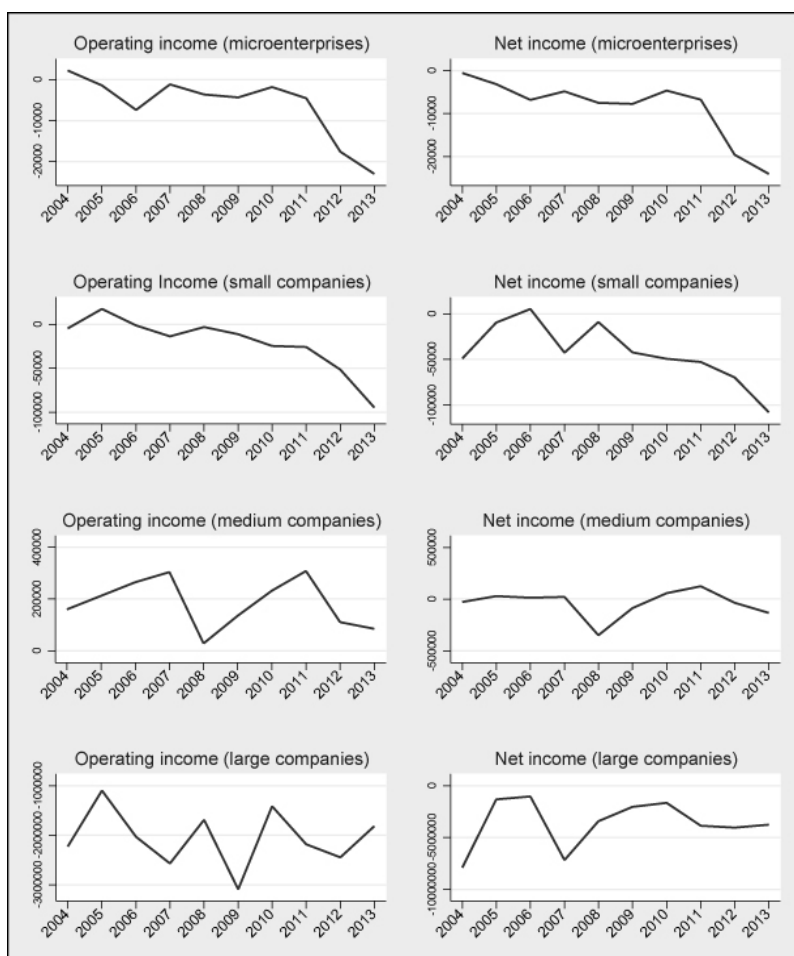 Operating income (microenterprises)
0
-10000
-20000
2004 2005 2006 2007 2008 2009 2010 2011 2012 2013
Net income (microenterprises)
0
-10000
-20000
2004 2005 2006 2007 2008 2009 2010 2011 2012 2013
Operating Income (small companies)
0
-50000
-100000
2004 2005 2006 2007 2008 2009 2010 2011 2012 2013
Net income (small companies)
0
-50000
-100000
2004 2005 2006 2007 2008 2009 2010 2011 2012 2013
Operating income (medium companies)
400000
200000
0
2004 2005 2006 2007 2008 2009 2010 2011 2012 2013
Net income (medium companies)
500000
0
-500000
2004 2005 2006 2007 2008 2009 2010 2011 2012 2013
Operating income (large companies)
-1000000
-2000000
-3000000
2004 2005 2006 2007 2008 2009 2010 2011 2012 2013
Net income (large companies)
0
-5000000
-10000000
2004 2005 2006 2007 2008 2009 2010 2011 2012 2013